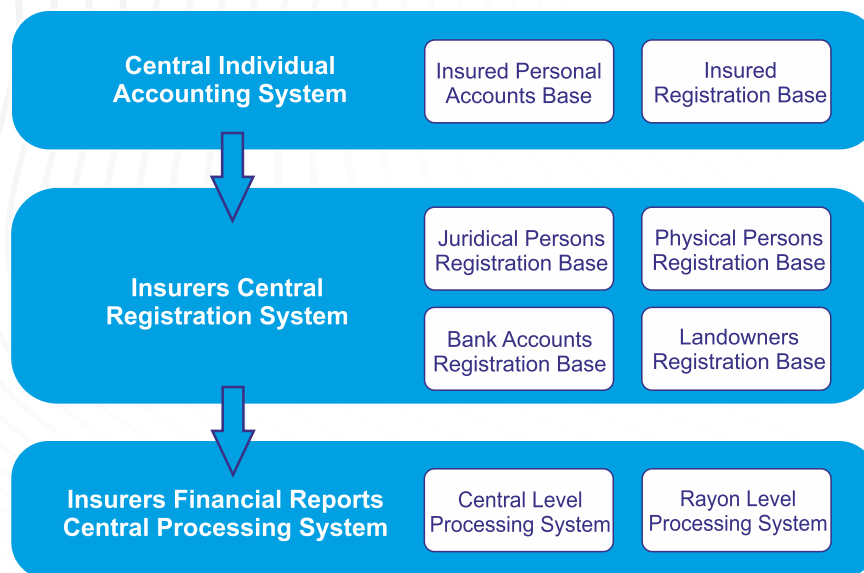 Central Individual
Accounting System
Insured Personal
Accounts Base
Insured
Registration Base
Insurers Central
Registration System
Juridical Persons
Registration Base
Physical Persons
Registration Base
Bank Accounts
Registration Base
Landowners
Registration Base
Insurers Financial Reports
Central Processing System
Central Level
Processing System
Rayon Level
Processing System